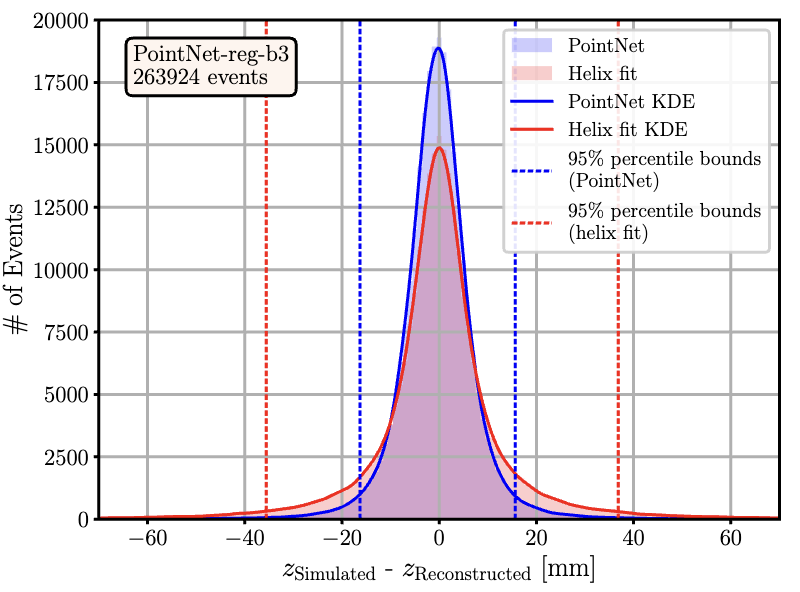 20000
17500
15000
12500
10000
7500
5000
2500
0
# of Events
PointNet-reg-b3
263924 events
PointNet
Helix fit
PointNet KDE
Helix fit KDE
95% percentile bounds
(PointNet)
95% percentile bounds
(helix fit)
−60 −40 −20 0 20 40 60
zSimulated - zReconstructed [mm]